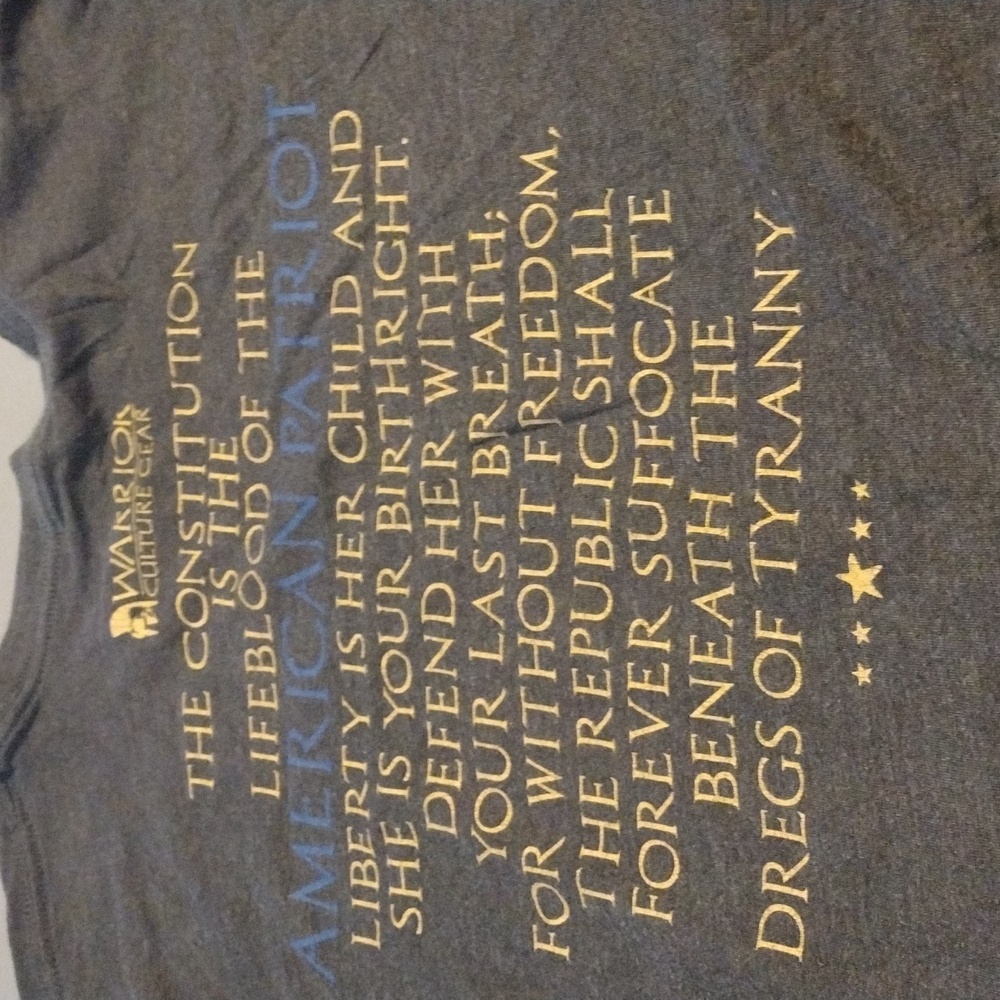 WARRIOR
CULTURE GEAR
THE CONSTITUTION
IS THE
LIFEBLOOD OF THE
AMERICAN PATRIOT
LIBERTY IS HER CHILD AND
SHE IS YOUR BIRTHRIGHT.
DEFEND HER WITH
YOUR LAST BREATH;
FOR WITHOUT FREEDOM,
THE REPUBLIC SHALL
FOREVER SUFFOCATE
BENEATH THE
DREGS OF TYRANNY